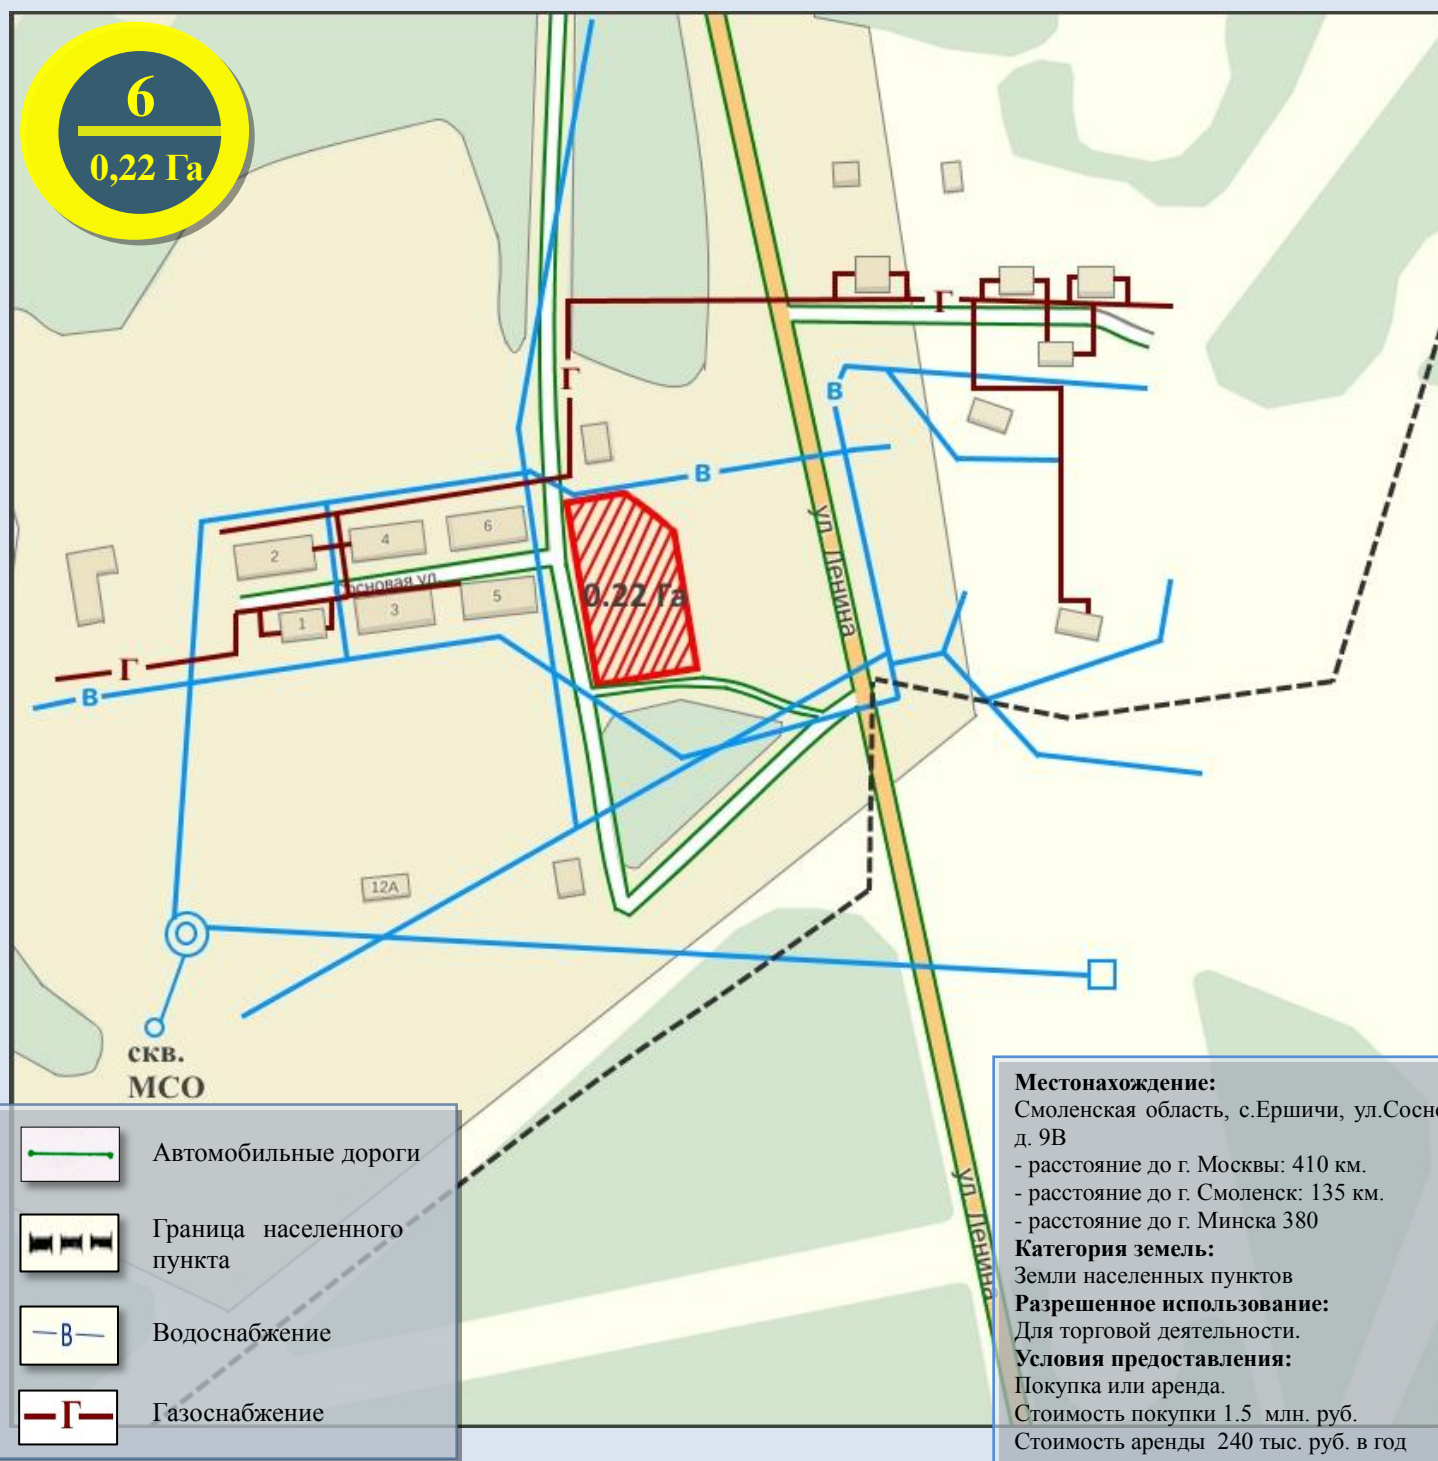 6
0,22 Га
Г
Г
В
В
ул. Ленина
2
4
6
Сосновая ул.
0.22 Га
1
3
5
Г
В
12А
скв.
МСО
ул. Ленина
Автомобильные дороги
Граница населенного
пункта
В
Водоснабжение
Г
Газоснабжение
Местонахождение:
Смоленская область, с.Ершичи, ул.Сосн
д. 9В
- расстояние до г. Москвы: 410 км.
- расстояние до г. Смоленск: 135 км.
- расстояние до г. Минска 380
Категория земель:
Земли населенных пунктов
Разрешенное использование:
Для торговой деятельности.
Условия предоставления:
Покупка или аренда.
Стоимость покупки 1.5 млн. руб.
Стоимость аренды 240 тыс. руб. в год